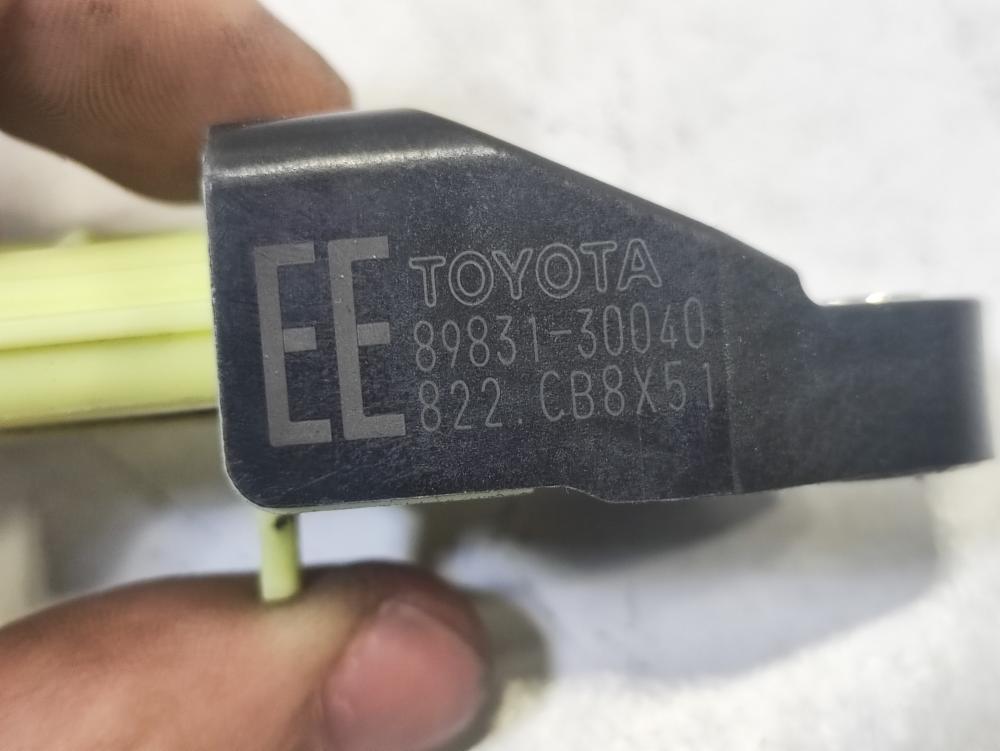 EE
TOYOTA
89831-30040
822. CB8X51